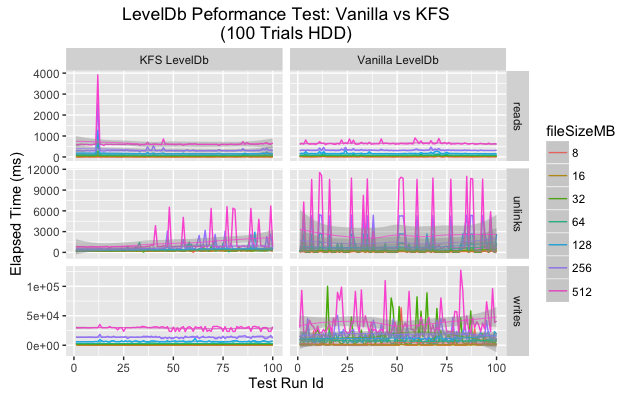 LevelDb Peformance Test: Vanilla vs KFS
(100 Trials HDD)
KFS LevelDb
Vanilla LevelDb
4000
3000
2000
1000
0
reads
12000
9000
6000
3000
0
unlinks
1e+05
5e+04
0e+00
writes
0 25 50 75 100
0 25 50 75 100
Elapsed Time (ms)
Test Run Id
fileSizeMB
8
16
32
64
128
256
512